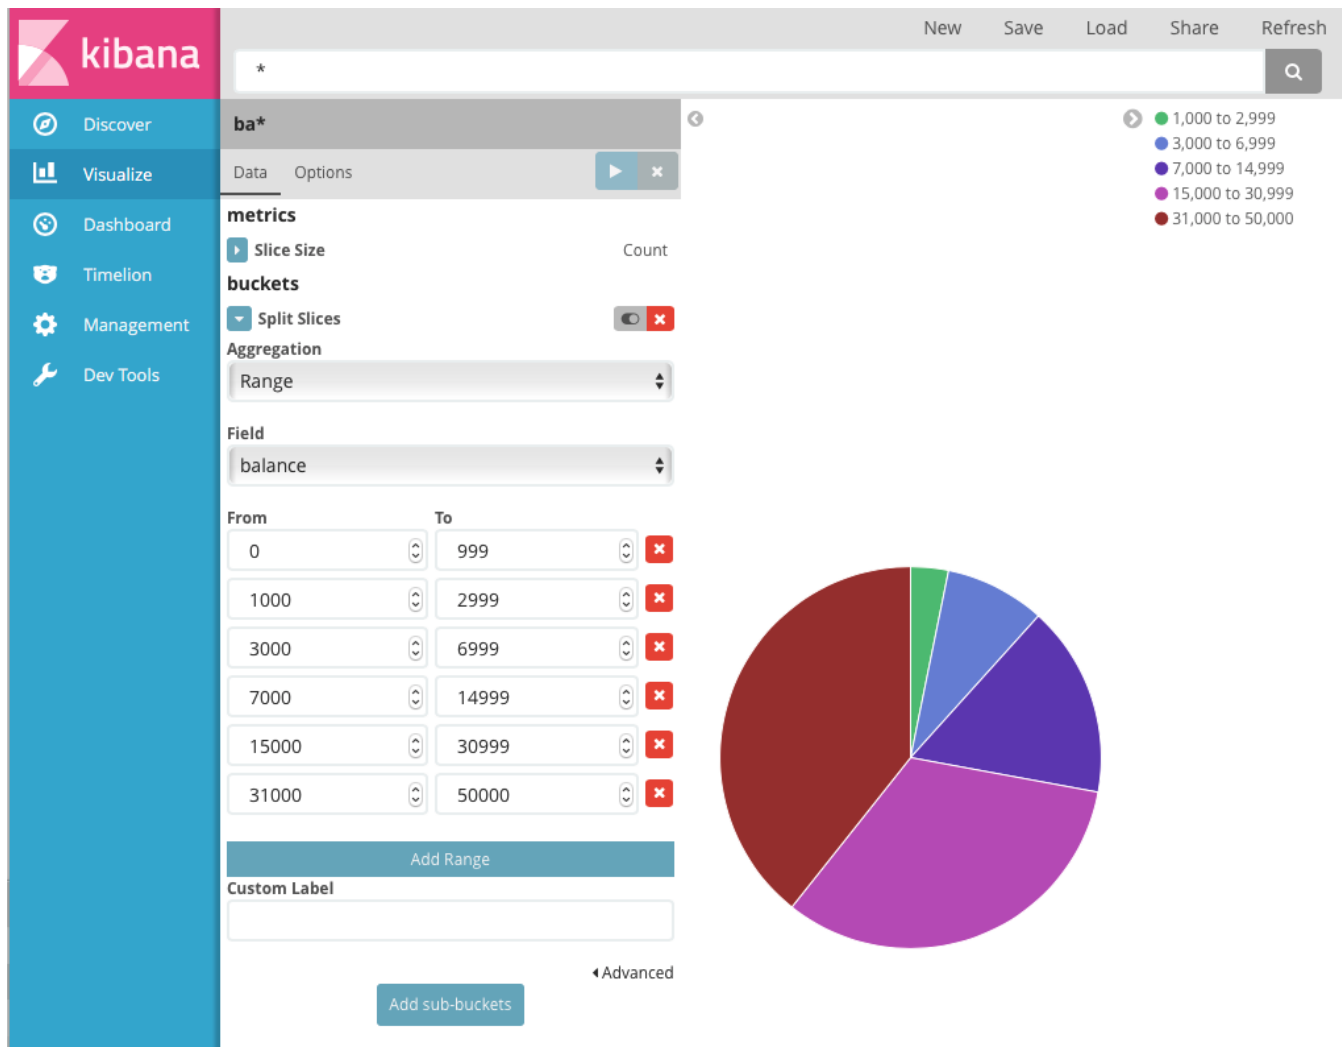 kibana
New Save Load Share Refresh
*
Discover
Visualize
Dashboard
Timelion
Management
Dev Tools
ba*
Data Options
metrics
Slice Size Count
buckets
Split Slices
Aggregation
Range
Field
balance
From To
0 999
1000 2999
3000 6999
7000 14999
15000 30999
31000 50000
Add Range
Custom Label
Advanced
Add sub-buckets
1,000 to 2,999
3,000 to 6,999
7,000 to 14,999
15,000 to 30,999
31,000 to 50,000